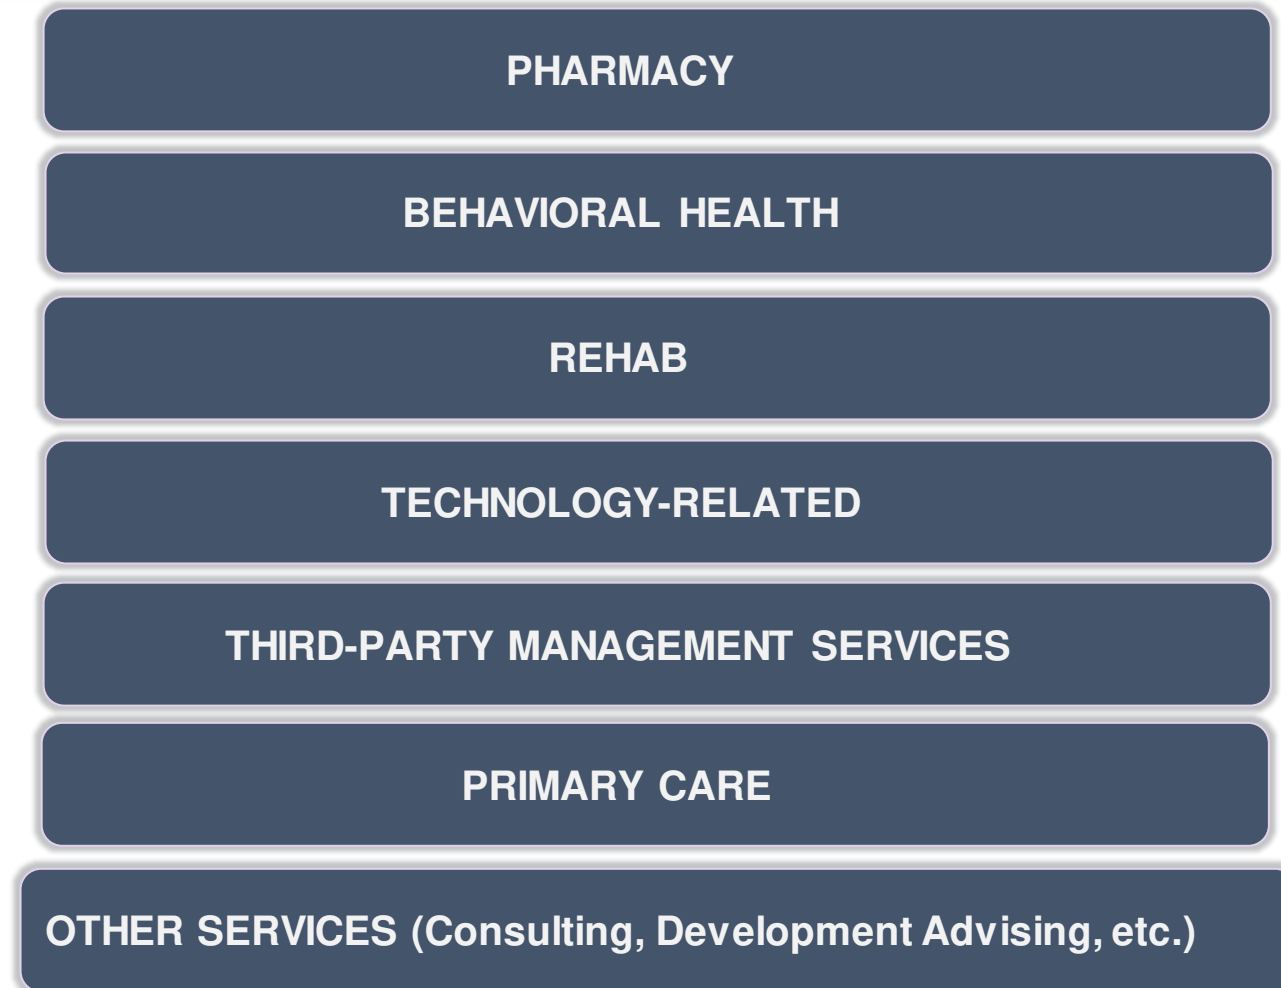 PHARMACY
BEHAVIORAL HEALTH
REHAB
TECHNOLOGY-RELATED
THIRD-PARTY MANAGEMENT SERVICES
PRIMARY CARE
OTHER SERVICES (Consulting, Development Advising, etc.)